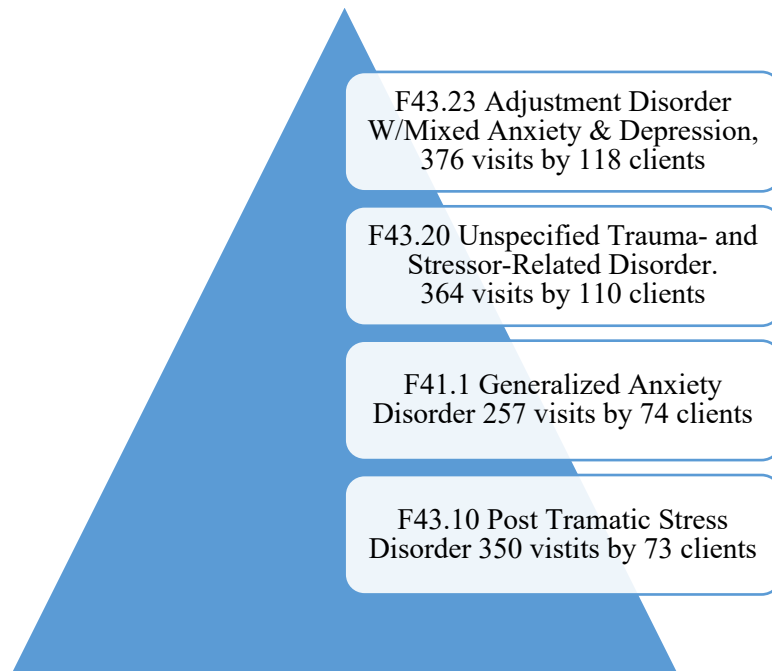 F43.23 Adjustment Disorder
W/Mixed Anxiety & Depression,
376 visits by 118 clients
F43.20 Unspecified Trauma- and
Stressor-Related Disorder.
364 visits by 110 clients
F41.1 Generalized Anxiety
Disorder 257 visits by 74 clients
F43.10 Post Tramatic Stress
Disorder 350 vistits by 73 clients